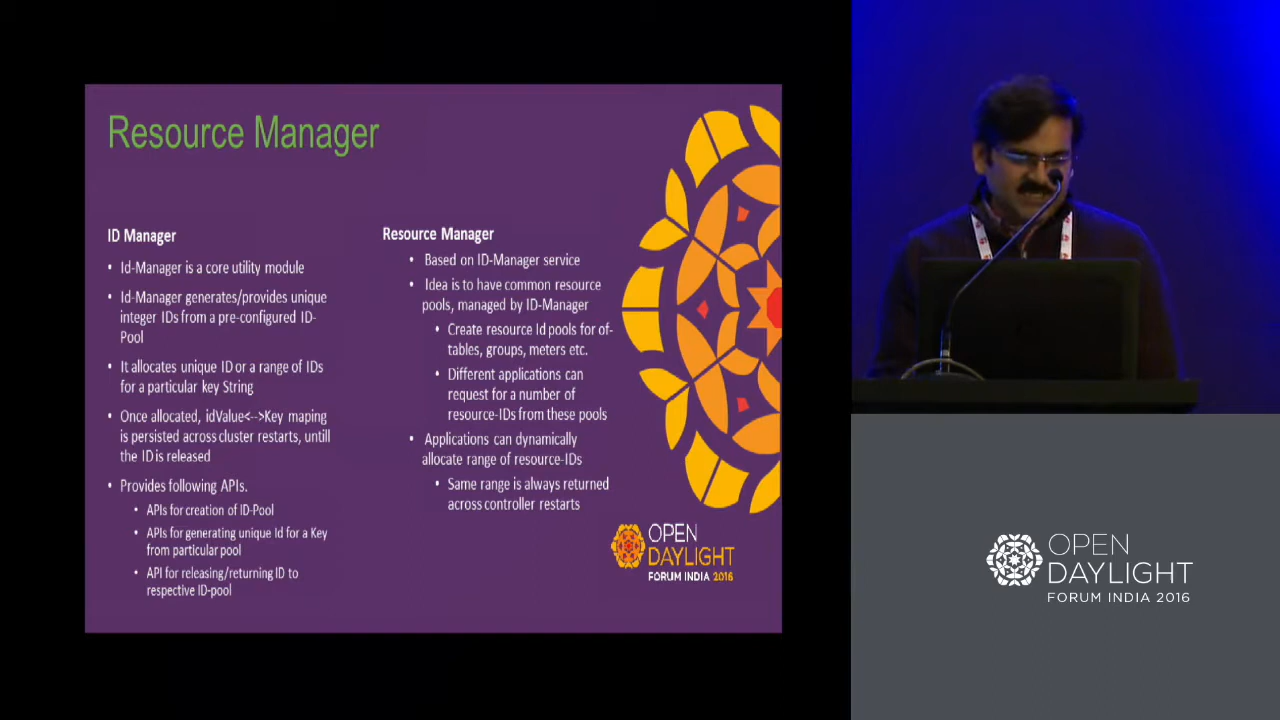 Resource Manager
ID Manager
• Id-Manager is a core utility module
• Id-Manager generates/provides unique
integer IDs from a pre-configured ID-
Pool
• It allocates unique ID or a range of IDs
for a particular key String
• Once allocated, idValue<-->Key maping
is persisted across cluster restarts, untill
the ID is released
• Provides following APIs.
• APIs for creation of ID-Pool
• APIs for generating unique Id for a Key
from particular pool
• API for releasing/returning ID to
respective ID-pool
Resource Manager
• Based on ID-Manager service
• Idea is to have common resource
pools, managed by ID-Manager
• Create resource Id pools for of-
tables, groups, meters etc.
• Different applications can
request for a number of
resource-IDs from these pools
• Applications can dynamically
allocate range of resource-IDs
• Same range is always returned
across controller restarts
OPEN
DAYLIGHT
FORUM INDIA 2016
OPEN
DAYLIGHT
FORUM INDIA 2016